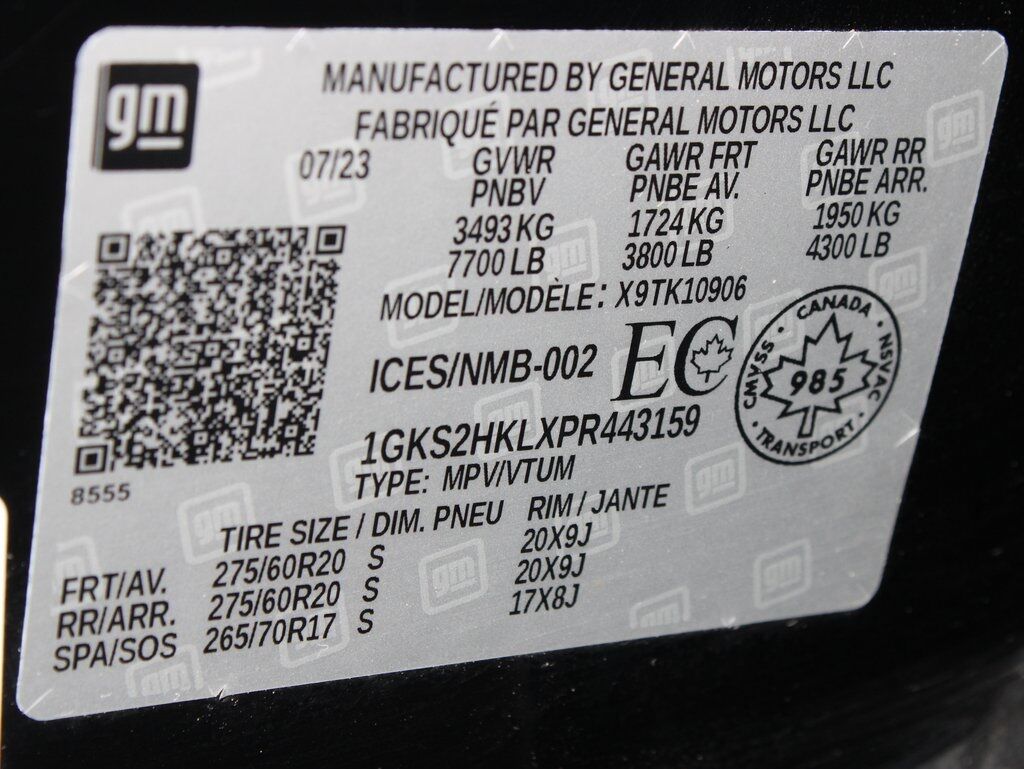 gm
MANUFACTURED BY GENERAL MOTORS LLC
FABRIQUÉ PAR GENERAL MOTORS LLC
07/23 GVWR GAWR FRT GAWR RR
PNBV PNBE AV. PNBE ARR.
3493 KG 1724 KG 1950 KG
7700 LB 3800 LB 4300 LB
MODEL/MODÈLE: X9TK10906
ICES/NMB-002 EC
CANADA · NSVAC · TRANSPORT · CMVSS ·
985
1GKS2HKLXPR443159
TYPE: MPV/VTUM
8555
TIRE SIZE / DIM. PNEU RIM / JANTE
FRT/AV. 275/60R20 S 20X9J
RR/ARR. 275/60R20 S 20X9J
SPA/SOS 265/70R17 S 17X8J